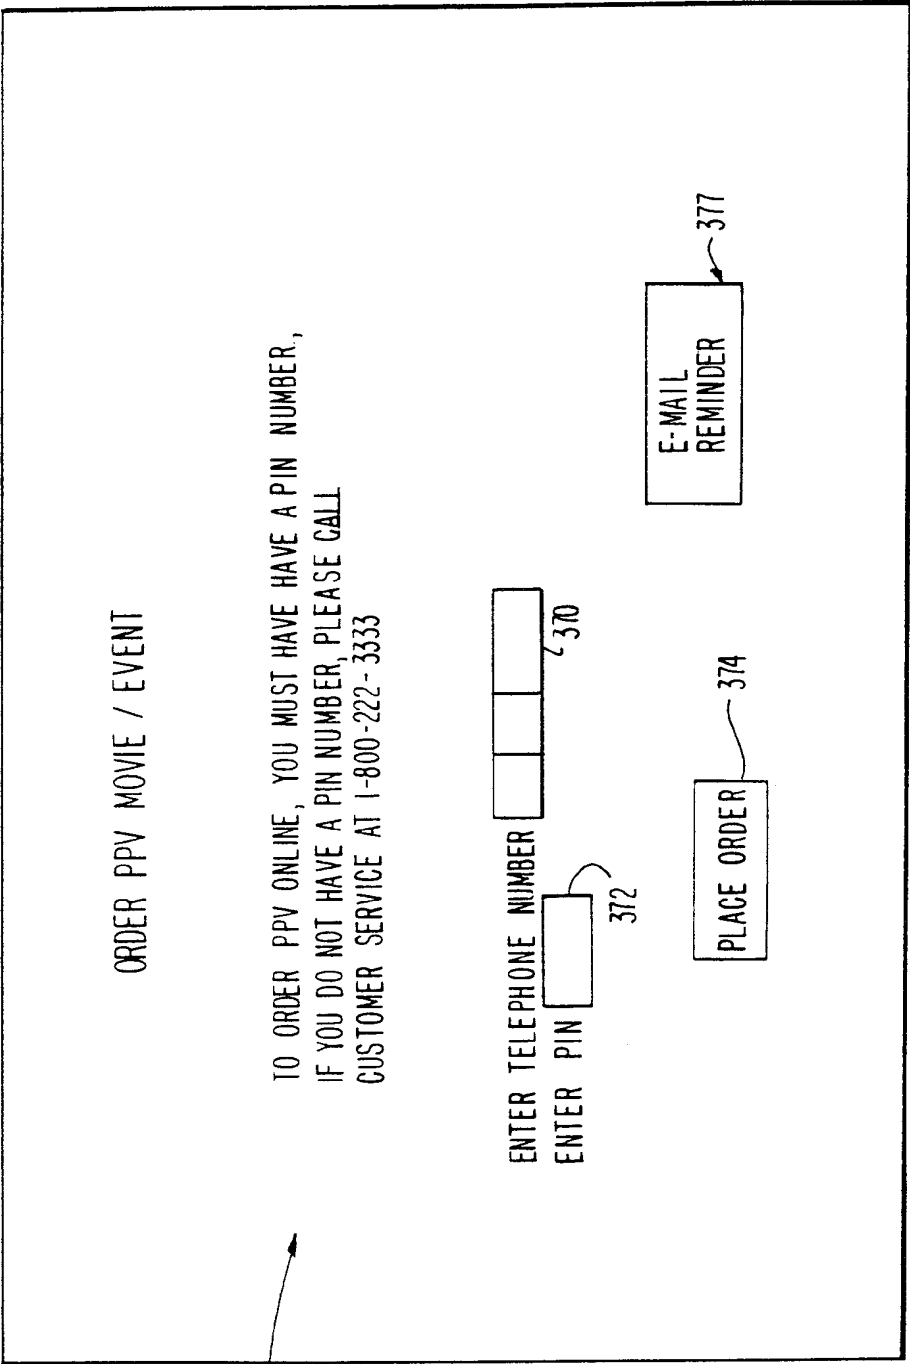 ORDER PPV MOVIE / EVENT
TO ORDER PPV ONLINE, YOU MUST HAVE HAVE A PIN NUMBER.,
IF YOU DO NOT HAVE A PIN NUMBER, PLEASE CALL
CUSTOMER SERVICE AT 1-800-222-3333
ENTER TELEPHONE NUMBER
370
ENTER PIN
372
E-MAIL
REMINDER
377
PLACE ORDER
374